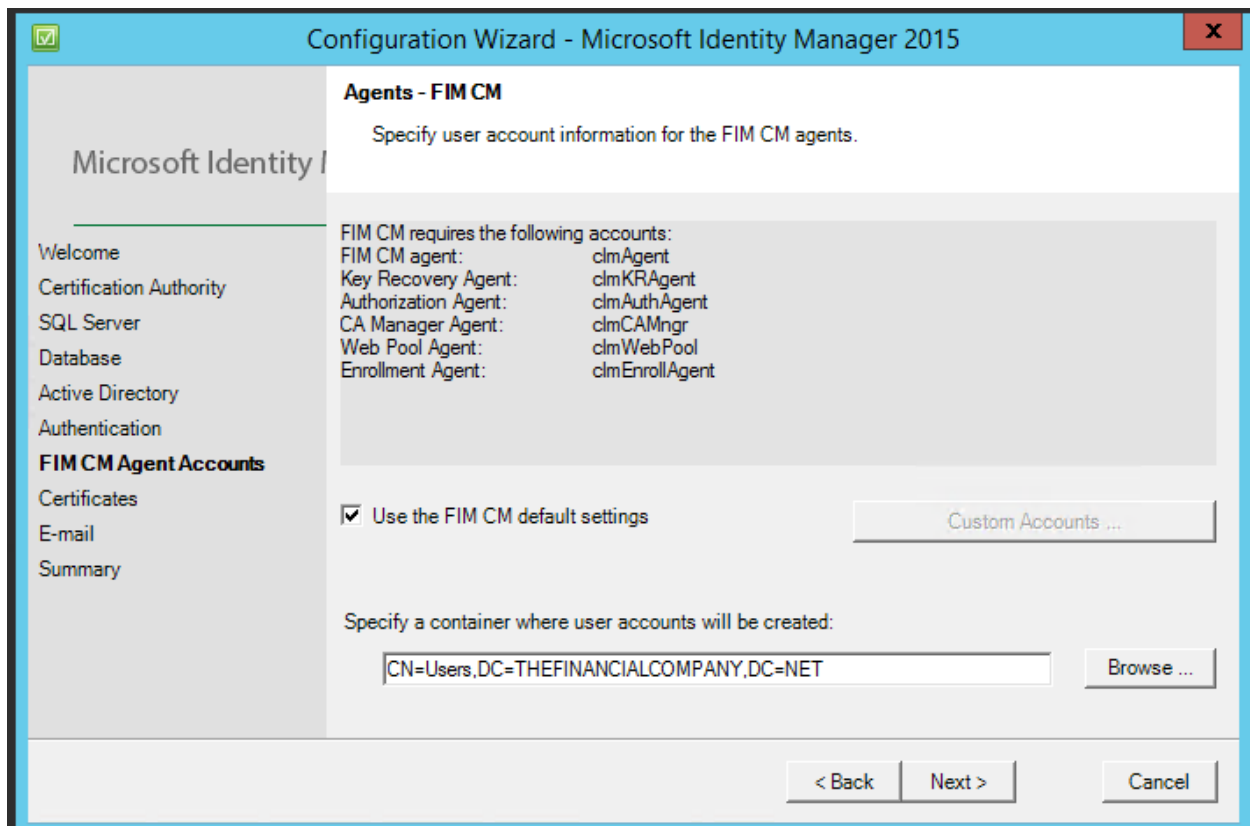 Configuration Wizard - Microsoft Identity Manager 2015
x
Agents - FIM CM
Specify user account information for the FIM CM agents.
Microsoft Identity
Welcome
Certification Authority
SQL Server
Database
Active Directory
Authentication
FIM CM Agent Accounts
Certificates
E-mail
Summary
FIM CM requires the following accounts:
FIM CM agent: clmAgent
Key Recovery Agent: clmKRAgent
Authorization Agent: clmAuthAgent
CA Manager Agent: clmCAMngr
Web Pool Agent: clmWebPool
Enrollment Agent: clmEnrollAgent
Use the FIM CM default settings
Custom Accounts ...
Specify a container where user accounts will be created:
CN=Users,DC=THEFINANCIALCOMPANY,DC=NET
Browse ...
< Back
Next >
Cancel